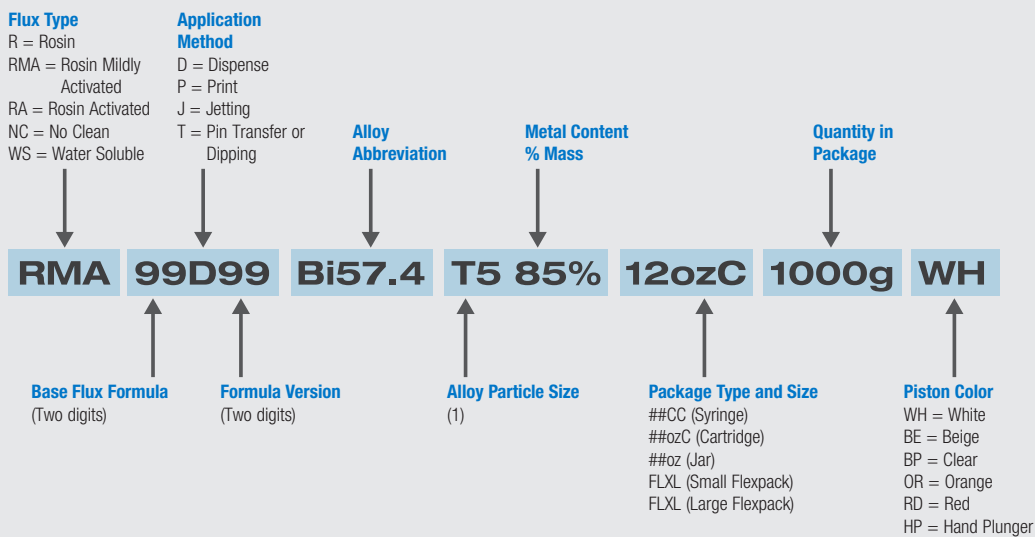 Flux Type
R = Rosin
RMA = Rosin Mildly
Activated
RA = Rosin Activated
NC = No Clean
WS = Water Soluble
Application
Method
D = Dispense
P = Print
J = Jetting
T = Pin Transfer or
Dipping
Alloy
Abbreviation
Metal Content
% Mass
Quantity in
Package
RMA 99D99 Bi57.4 T5 85% 12ozC 1000g WH
Base Flux Formula
(Two digits)
Formula Version
(Two digits)
Alloy Particle Size
(1)
Package Type and Size
##CC (Syringe)
##ozC (Cartridge)
##oz (Jar)
FLXL (Small Flexpack)
FLXL (Large Flexpack)
Piston Color
WH = White
BE = Beige
BP = Clear
OR = Orange
RD = Red
HP = Hand Plunger